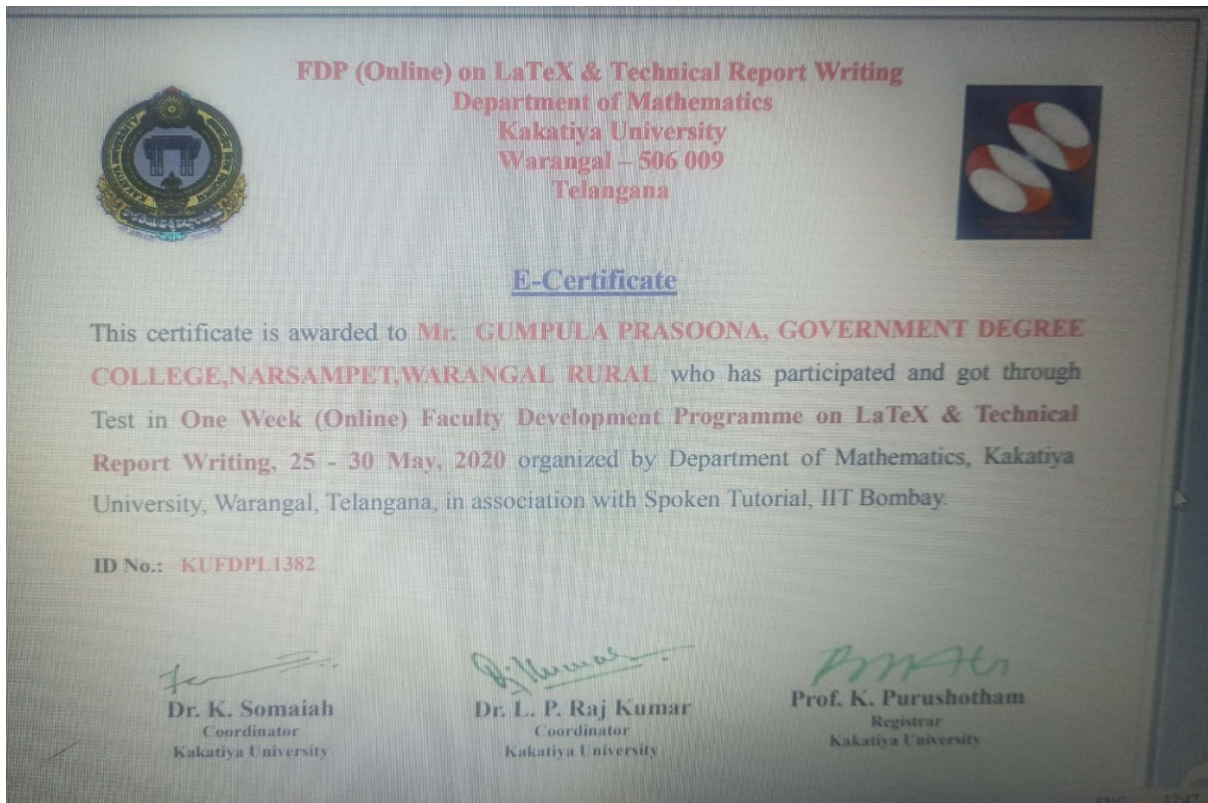 FDP (Online) on LaTeX & Technical Report Writing
Department of Mathematics
Kakatiya University
Warangal – 506 009
Telangana
KAKATIYA UNIVERSITY
E-Certificate
This certificate is awarded to Mr. GUMPULA PRASOONA, GOVERNMENT DEGREE
COLLEGE,NARSAMPET,WARANGAL RURAL who has participated and got through
Test in One Week (Online) Faculty Development Programme on LaTeX & Technical
Report Writing, 25 - 30 May, 2020 organized by Department of Mathematics, Kakatiya
University, Warangal, Telangana, in association with Spoken Tutorial, IIT Bombay.
ID No.: KUFDPL1382
Dr. K. Somaiah
Coordinator
Kakatiya University
Dr. L. P. Raj Kumar
Coordinator
Kakatiya University
Prof. K. Purushotham
Registrar
Kakatiya University